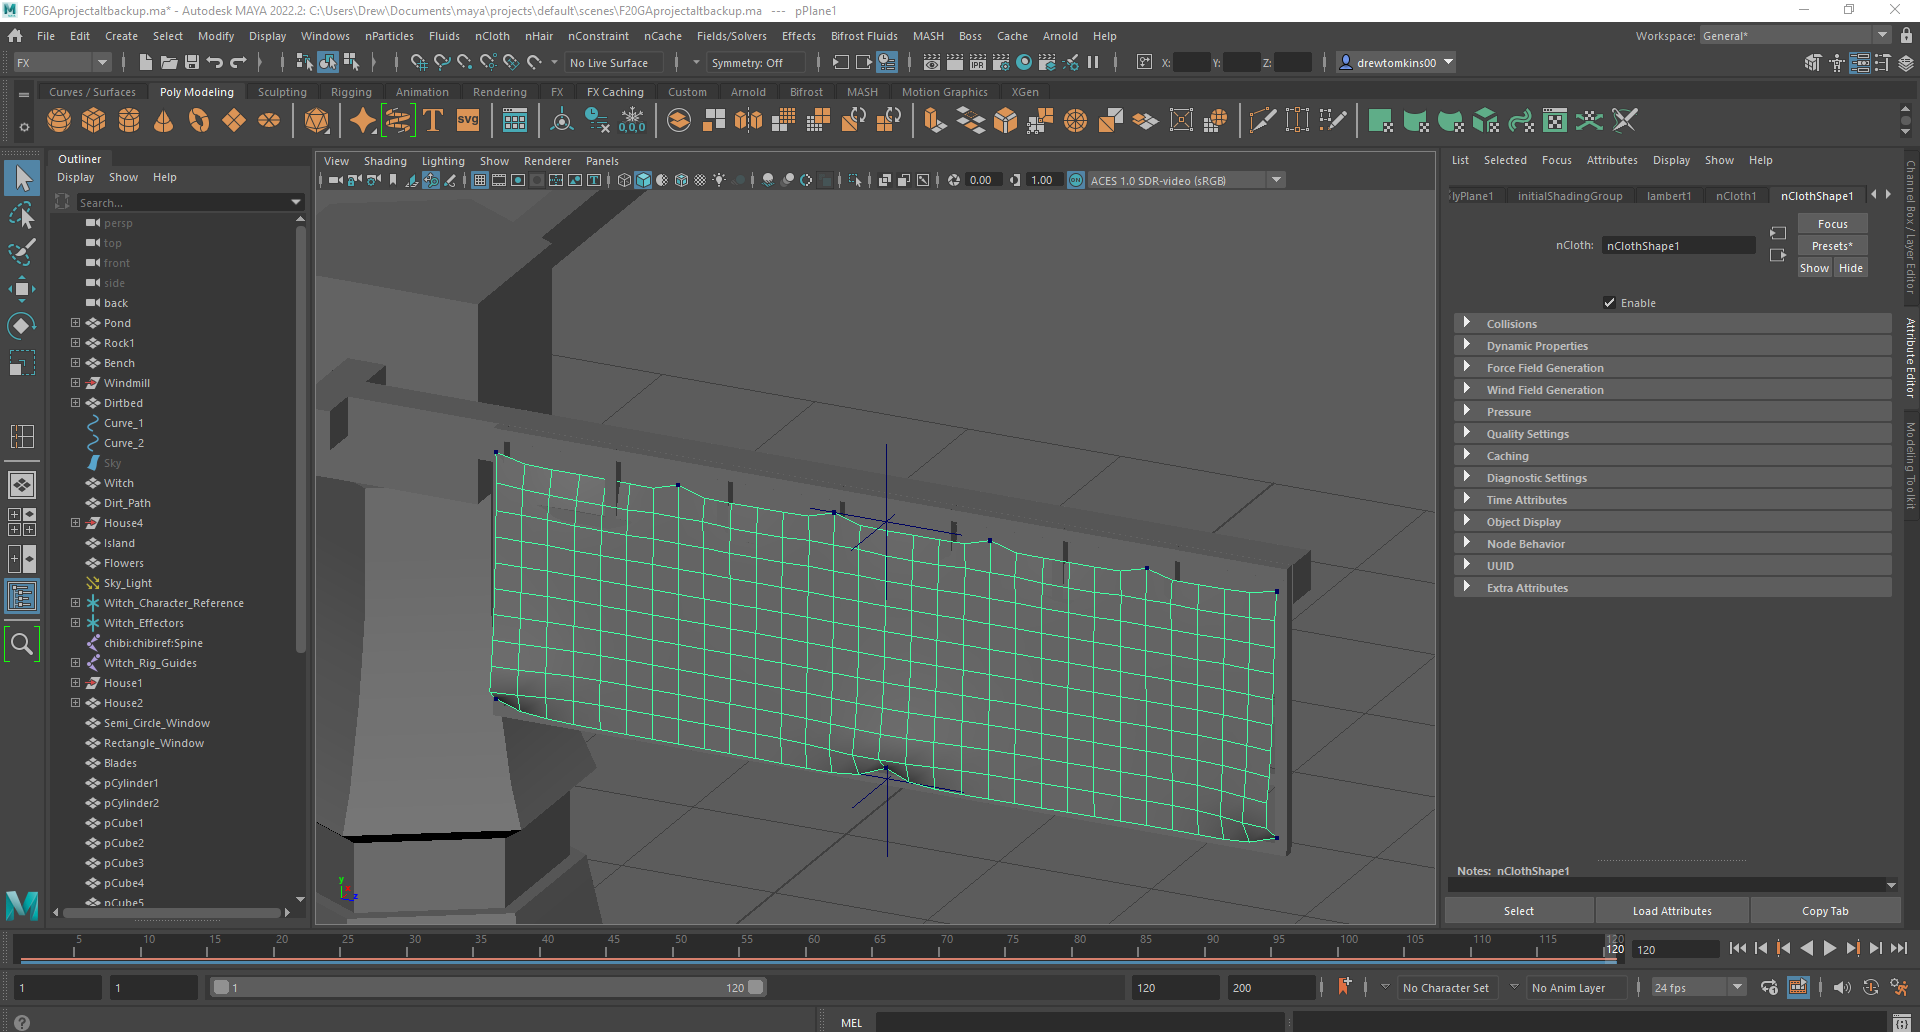 F20GAprojectaltbackup.ma* - Autodesk MAYA 2022.2: C:\Users\Drew\Documents\maya\projects\default\scenes\F20GAprojectaltbackup.ma --- pPlane1
File Edit Create Select Modify Display Windows nParticles Fluids nCloth nHair nConstraint nCache Fields/Solvers Effects Bifrost Fluids MASH Boss Cache Arnold Help Workspace: General*
FX No Live Surface Symmetry: Off X: Y: Z: drewtomkins00
Curves / Surfaces Poly Modeling Sculpting Rigging Animation Rendering FX FX Caching Custom Arnold Bifrost MASH Motion Graphics XGen
T svg 0,0,0
Outliner
Display Show Help
Search...
persp
top
front
side
back
Pond
Rock1
Bench
Windmill
Dirtbed
Curve_1
Curve_2
Sky
Witch
Dirt_Path
House4
Island
Flowers
Sky_Light
Witch_Character_Reference
Witch_Effectors
chibi:chibiref:Spine
Witch_Rig_Guides
House1
House2
Semi_Circle_Window
Rectangle_Window
Blades
pCylinder1
pCylinder2
pCube1
pCube2
pCube3
pCube4
pCube5
View Shading Lighting Show Renderer Panels
0.00 1.00 ACES 1.0 SDR-video (sRGB)
y
z
List Selected Focus Attributes Display Show Help
lyPlane1 initialShadingGroup lambert1 nCloth1 nClothShape1
nCloth: nClothShape1
Focus
Presets*
Show Hide
Enable
Collisions
Dynamic Properties
Force Field Generation
Wind Field Generation
Pressure
Quality Settings
Caching
Diagnostic Settings
Time Attributes
Object Display
Node Behavior
UUID
Extra Attributes
Notes: nClothShape1
Select Load Attributes Copy Tab
Channel Box / Layer Editor
Attribute Editor
Modeling Toolkit
5 10 15 20 25 30 35 40 45 50 55 60 65 70 75 80 85 90 95 100 105 110 115 120
120 120
1 1 1 120 120 200 No Character Set No Anim Layer 24 fps
MEL